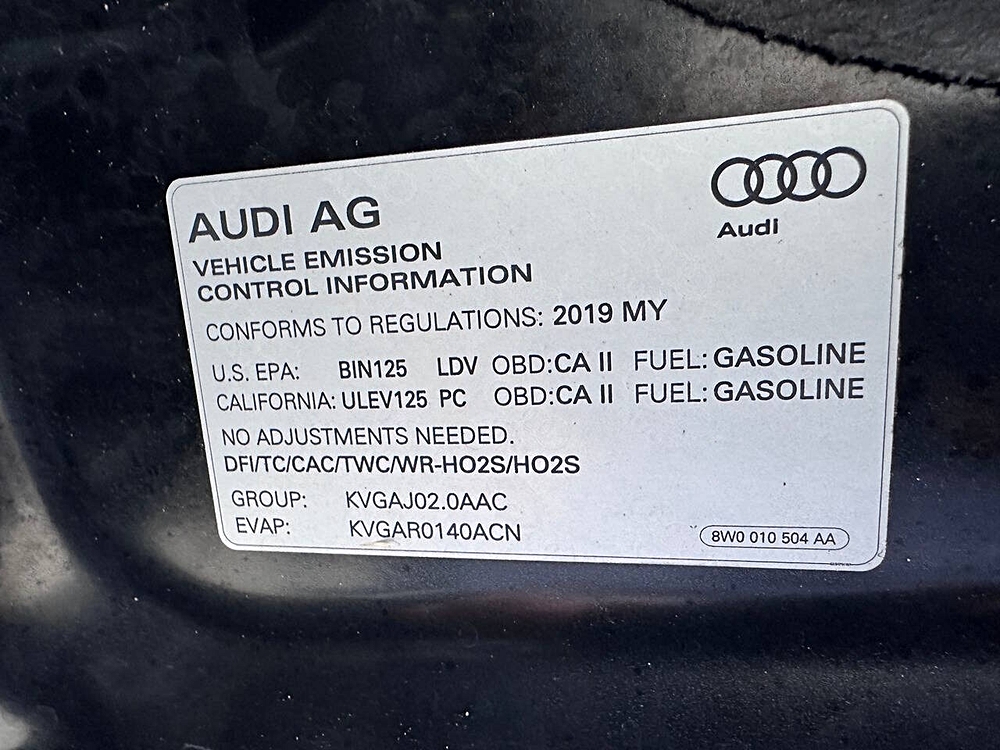 AUDI AG
Audi
VEHICLE EMISSION
CONTROL INFORMATION
CONFORMS TO REGULATIONS: 2019 MY
U.S. EPA: BIN125 LDV OBD:CA II FUEL: GASOLINE
CALIFORNIA: ULEV125 PC OBD:CA II FUEL: GASOLINE
NO ADJUSTMENTS NEEDED.
DFI/TC/CAC/TWC/WR-HO2S/HO2S
GROUP: KVGAJ02.0AAC
EVAP: KVGAR0140ACN
8W0 010 504 AA